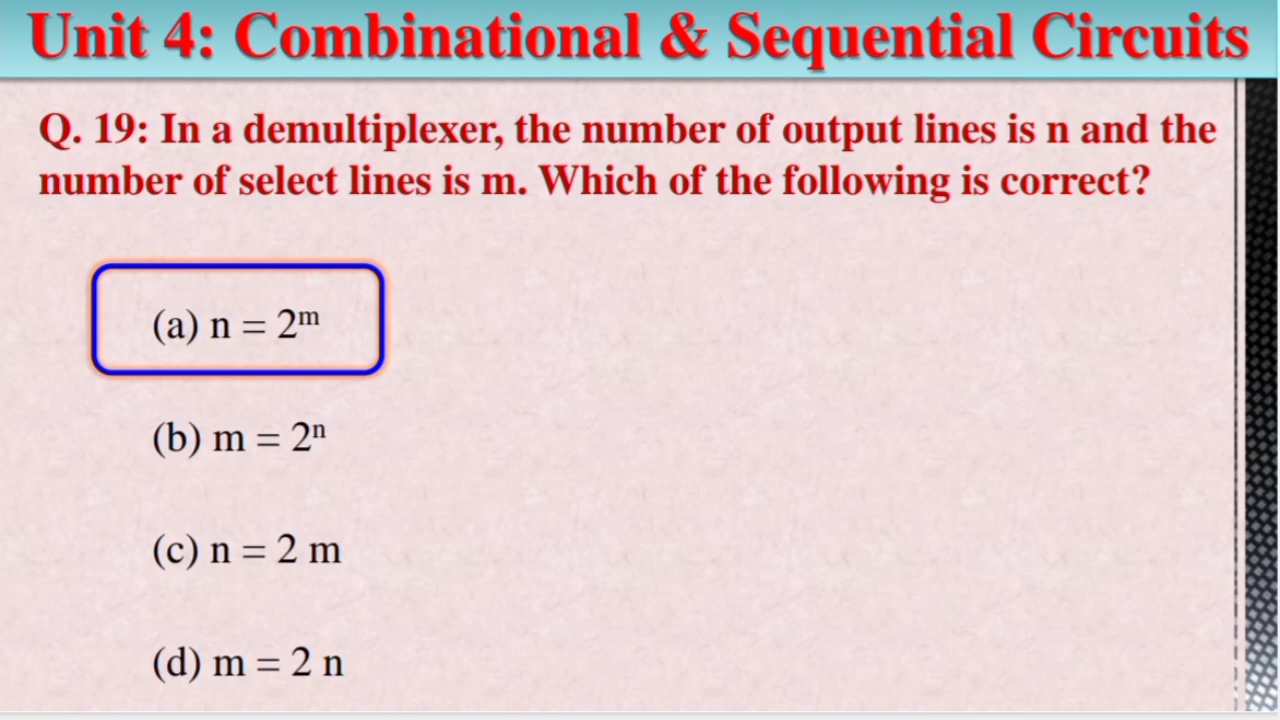 Unit 4: Combinational & Sequential Circuits
Q. 19: In a demultiplexer, the number of output lines is n and the
number of select lines is m. Which of the following is correct?
(a) n = 2ᵐ
(b) m = 2ⁿ
(c) n = 2 m
(d) m = 2 n